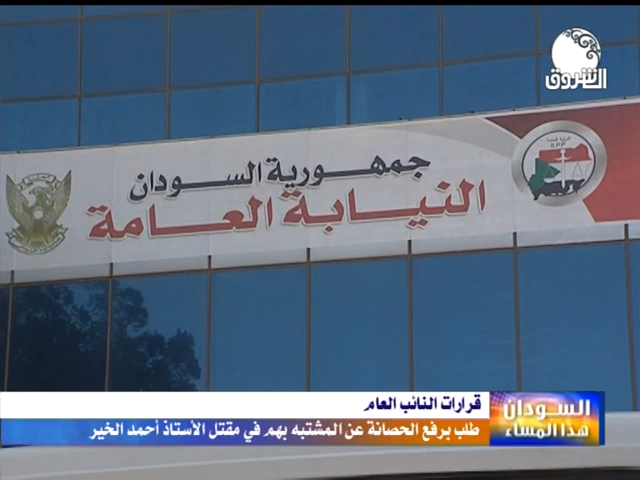 الشروق
جمهورية السودان
النيابة العامة
قرارات النائب العام
طلب برفع الحصانة عن المشتبه بهم في مقتل الأستاذ أحمد الخير
السودان
هذا المساء